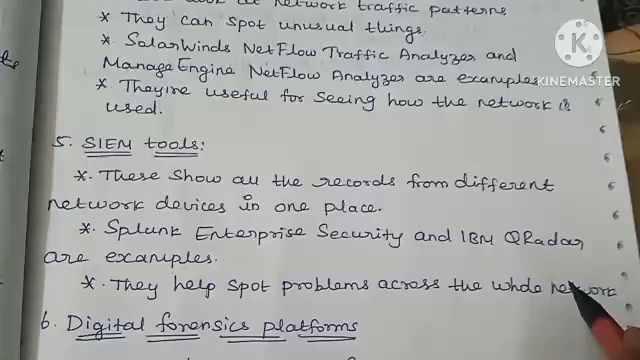 network traffic patterns
* They can spot unusual things.
* SolarWinds NetFlow Traffic Analyzer and
ManageEngine NetFlow Analyzer are examples
* They're useful for seeing how the network is
used.
5. SIEM tools:
* These show all the records from different
network devices in one place.
* Splunk Enterprise Security and IBM QRadar
are examples.
* They help spot problems across the whole network
6. Digital forensics platforms
KINEMASTER